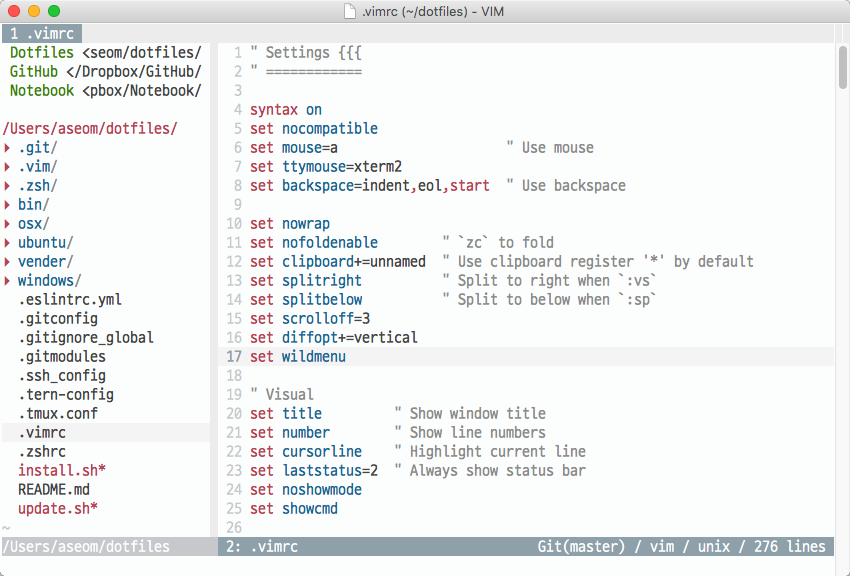 .vimrc (~/dotfiles) - VIM
1 .vimrc
Dotfiles <seom/dotfiles/
GitHub </Dropbox/GitHub/
Notebook <pbox/Notebook/
/Users/aseom/dotfiles/
.git/
.vim/
.zsh/
bin/
osx/
ubuntu/
vender/
windows/
.eslintrc.yml
.gitconfig
.gitignore_global
.gitmodules
.ssh_config
.tern-config
.tmux.conf
.vimrc
.zshrc
install.sh*
README.md
update.sh*
~
/Users/aseom/dotfiles
1 " Settings {{{
2 " ============
3
4 syntax on
5 set nocompatible
6 set mouse=a " Use mouse
7 set ttymouse=xterm2
8 set backspace=indent,eol,start " Use backspace
9
10 set nowrap
11 set nofoldenable " `zc` to fold
12 set clipboard+=unnamed " Use clipboard register '*' by default
13 set splitright " Split to right when `:vs`
14 set splitbelow " Split to below when `:sp`
15 set scrolloff=3
16 set diffopt+=vertical
17 set wildmenu
18
19 " Visual
20 set title " Show window title
21 set number " Show line numbers
22 set cursorline " Highlight current line
23 set laststatus=2 " Always show status bar
24 set noshowmode
25 set showcmd
26
2: .vimrc Git(master) / vim / unix / 276 lines